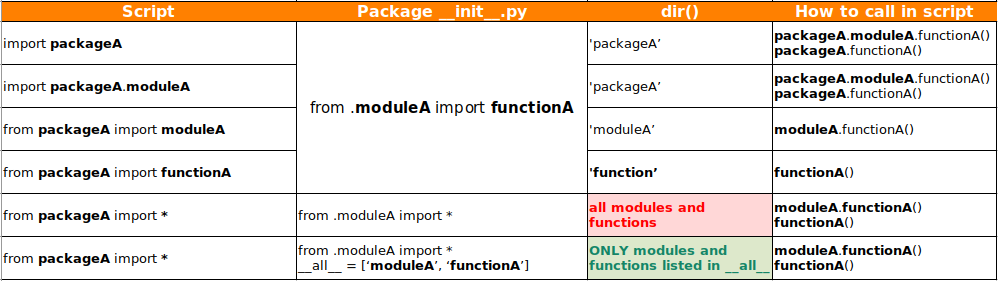 Script Package __init__.py dir() How to call in script
import packageA
from .moduleA import functionA
'packageA’
packageA.moduleA.functionA()
packageA.functionA()
import packageA.moduleA
'packageA’
packageA.moduleA.functionA()
packageA.functionA()
from packageA import moduleA
'moduleA’
moduleA.functionA()
from packageA import functionA
'function’
functionA()
from packageA import *
from .moduleA import *
all modules and
functions
moduleA.functionA()
functionA()
from packageA import *
from .moduleA import *
__all__ = [‘moduleA’, ‘functionA’]
ONLY modules and
functions listed in __all__
moduleA.functionA()
functionA()